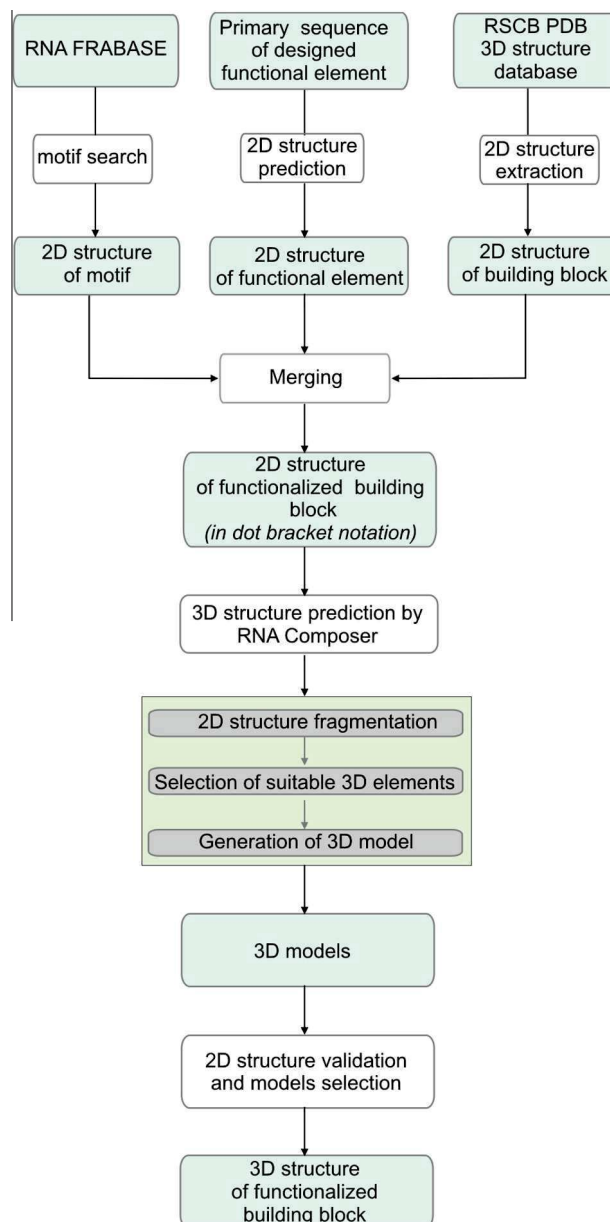 RNA FRABASE
Primary sequence
of designed
functional element
RSCB PDB
3D structure
database
motif search
2D structure
prediction
2D structure
extraction
2D structure
of motif
2D structure
of functional element
2D structure
of building block
Merging
2D structure
of functionalized building
block
(in dot bracket notation)
3D structure prediction by
RNA Composer
2D structure fragmentation
Selection of suitable 3D elements
Generation of 3D model
3D models
2D structure validation
and models selection
3D structure
of functionalized
building block